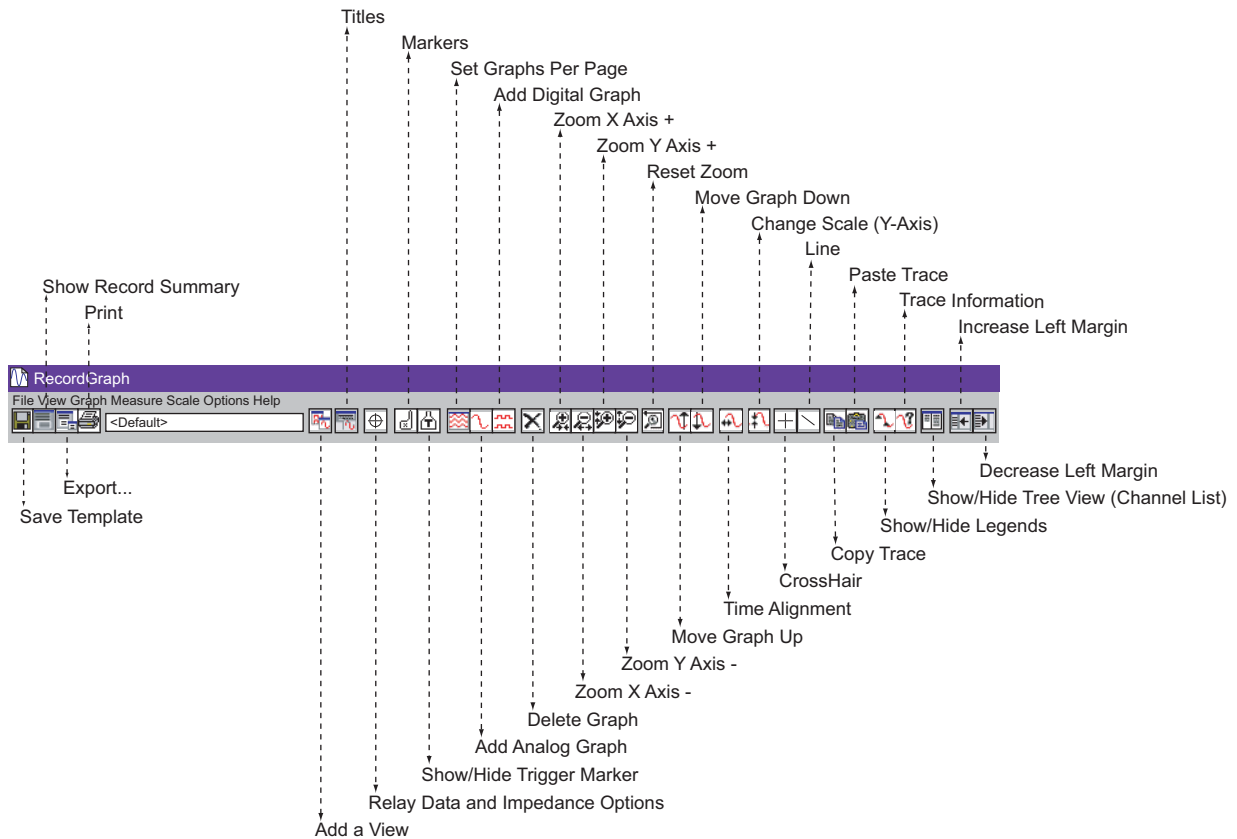 Titles
Markers
Set Graphs Per Page
Add Digital Graph
Zoom X Axis +
Zoom Y Axis +
Reset Zoom
Move Graph Down
Change Scale (Y-Axis)
Line
Paste Trace
Trace Information
Increase Left Margin
Show Record Summary
Print
RecordGraph
File View Graph Measure Scale Options Help
<Default>
Decrease Left Margin
Show/Hide Tree View (Channel List)
Show/Hide Legends
Copy Trace
CrossHair
Time Alignment
Move Graph Up
Zoom Y Axis -
Zoom X Axis -
Delete Graph
Add Analog Graph
Show/Hide Trigger Marker
Relay Data and Impedance Options
Add a View
Export...
Save Template